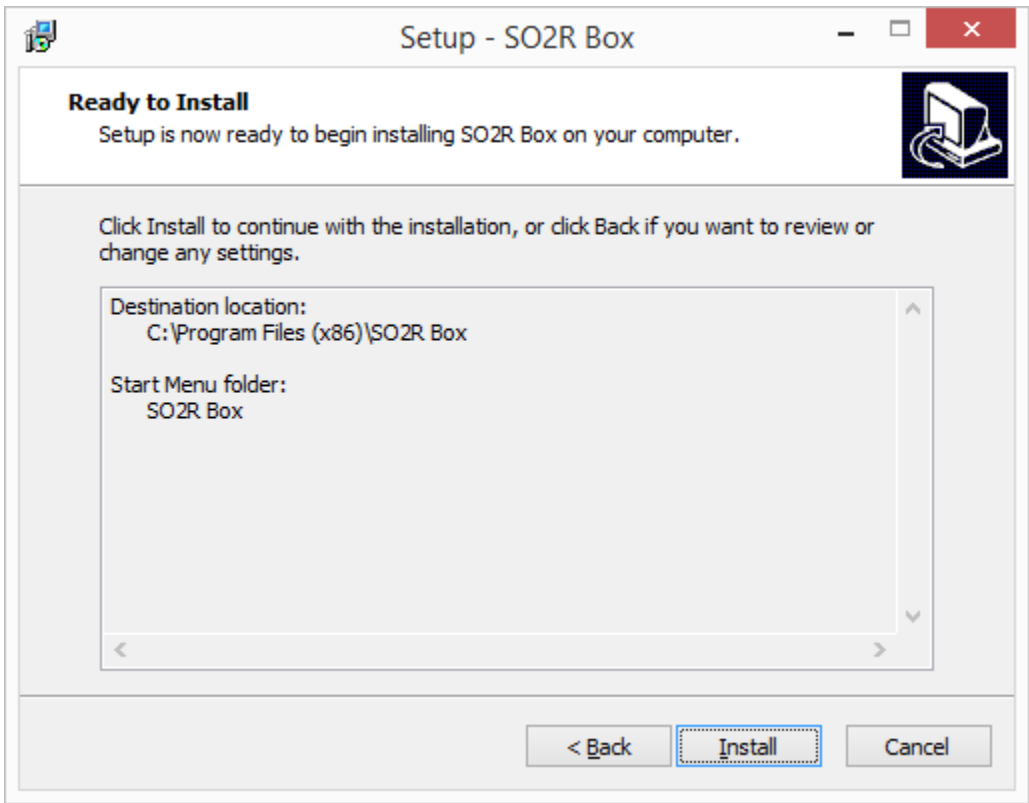 Setup - SO2R Box
Ready to Install
Setup is now ready to begin installing SO2R Box on your computer.
Click Install to continue with the installation, or click Back if you want to review or
change any settings.
Destination location:
C:\Program Files (x86)\SO2R Box
Start Menu folder:
SO2R Box
< Back
Install
Cancel